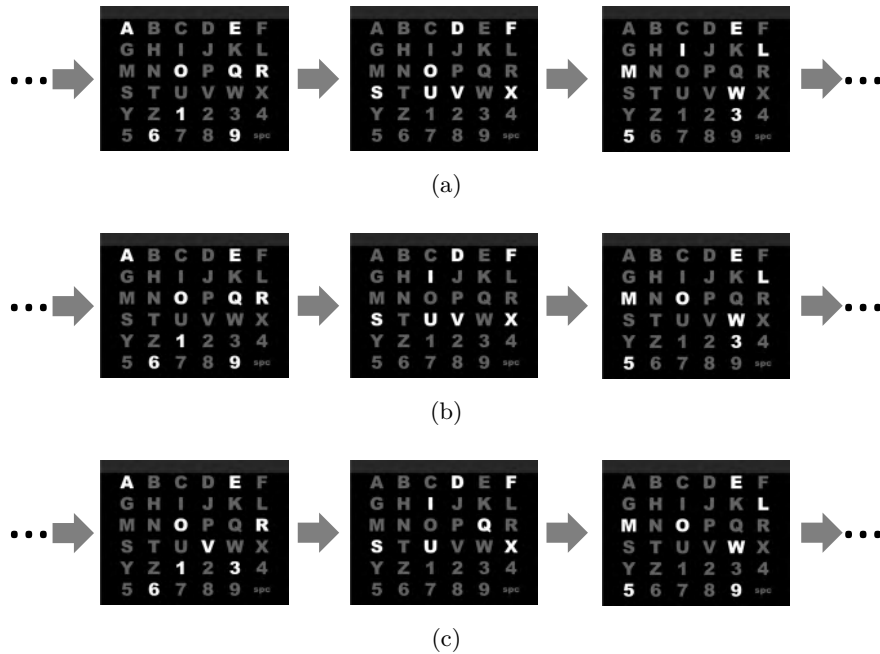 A B C D E F A B C D E F A B C D E F
G H I J K L G H I J K L G H I J K L
M N O P Q R M N O P Q R M N O P Q R
S T U V W X S T U V W X S T U V W X
Y Z 1 2 3 4 Y Z 1 2 3 4 Y Z 1 2 3 4
5 6 7 8 9 spc 5 6 7 8 9 spc 5 6 7 8 9 spc
(a)
A B C D E F A B C D E F A B C D E F
G H I J K L G H I J K L G H I J K L
M N O P Q R M N O P Q R M N O P Q R
S T U V W X S T U V W X S T U V W X
Y Z 1 2 3 4 Y Z 1 2 3 4 Y Z 1 2 3 4
5 6 7 8 9 spc 5 6 7 8 9 spc 5 6 7 8 9 spc
(b)
A B C D E F A B C D E F A B C D E F
G H I J K L G H I J K L G H I J K L
M N O P Q R M N O P Q R M N O P Q R
S T U V W X S T U V W X S T U V W X
Y Z 1 2 3 4 Y Z 1 2 3 4 Y Z 1 2 3 4
5 6 7 8 9 spc 5 6 7 8 9 spc 5 6 7 8 9 spc
(c)